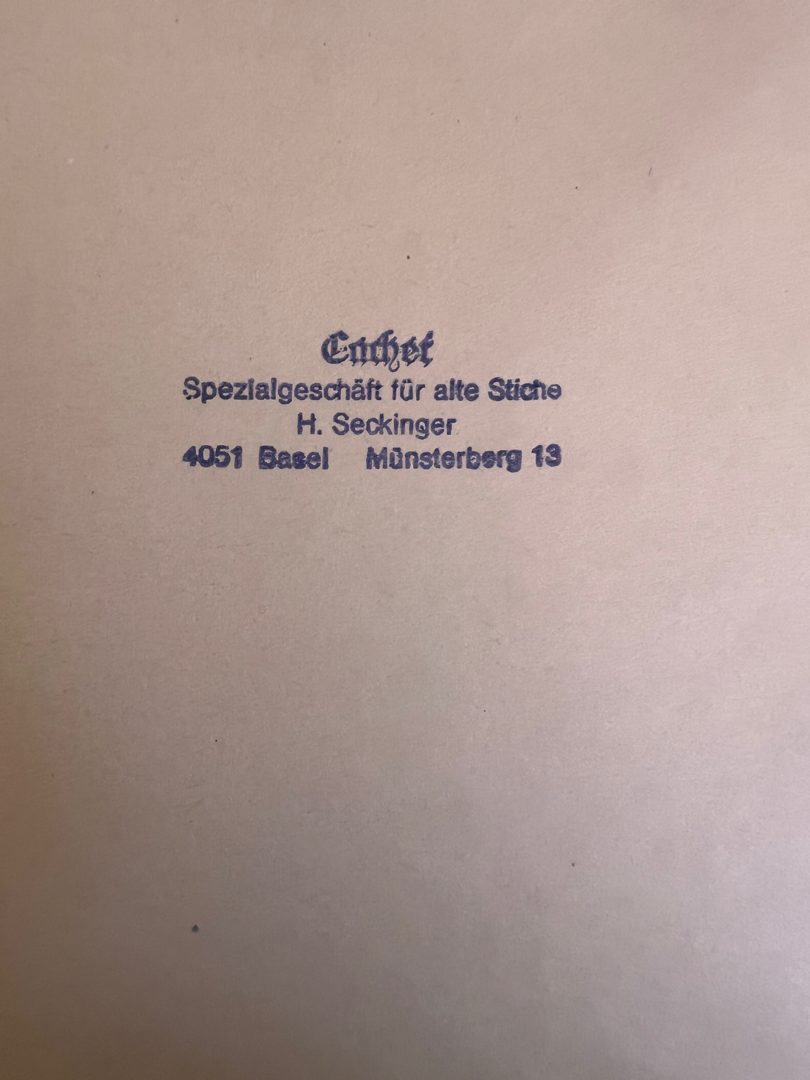 Cachet
Spezialgeschäft für alte Stiche
H. Seckinger
4051 Basel Münsterberg 13